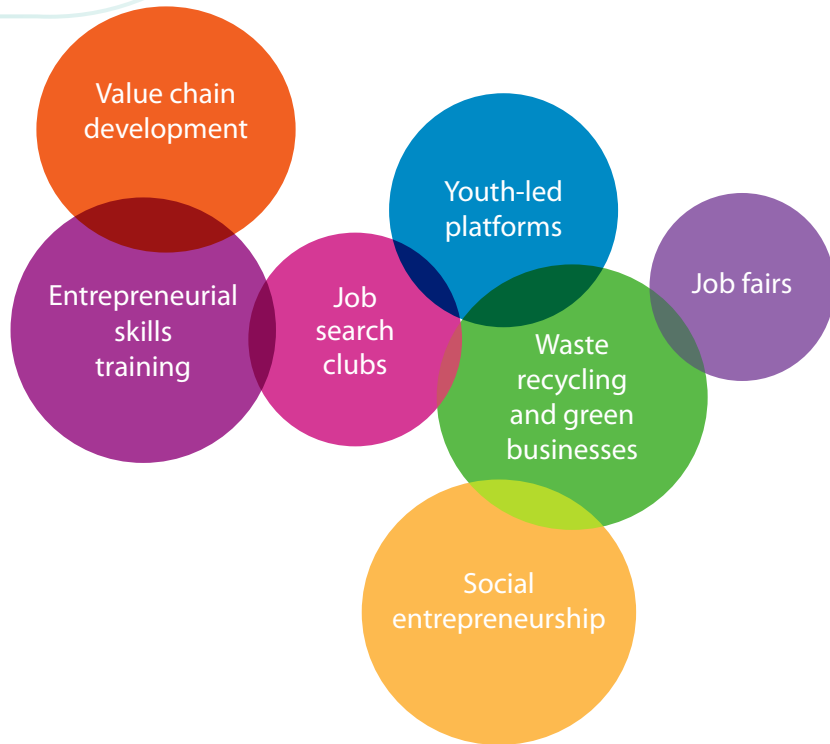 Value chain
development
Youth-led
platforms
Job fairs
Entrepreneurial
skills
training
Job
search
clubs
Waste
recycling
and green
businesses
Social
entrepreneurship